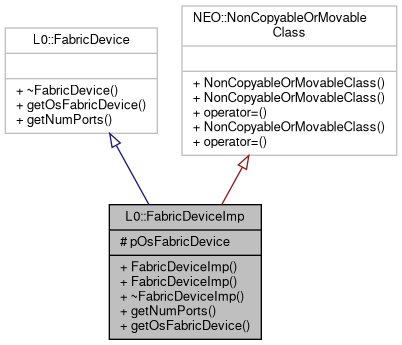 L0::FabricDevice
+ ~FabricDevice()
+ getOsFabricDevice()
+ getNumPorts()
NEO::NonCopyableOrMovable
Class
+ NonCopyableOrMovableClass()
+ NonCopyableOrMovableClass()
+ operator=()
+ NonCopyableOrMovableClass()
+ operator=()
L0::FabricDeviceImp
# pOsFabricDevice
+ FabricDeviceImp()
+ FabricDeviceImp()
+ ~FabricDeviceImp()
+ getNumPorts()
+ getOsFabricDevice()